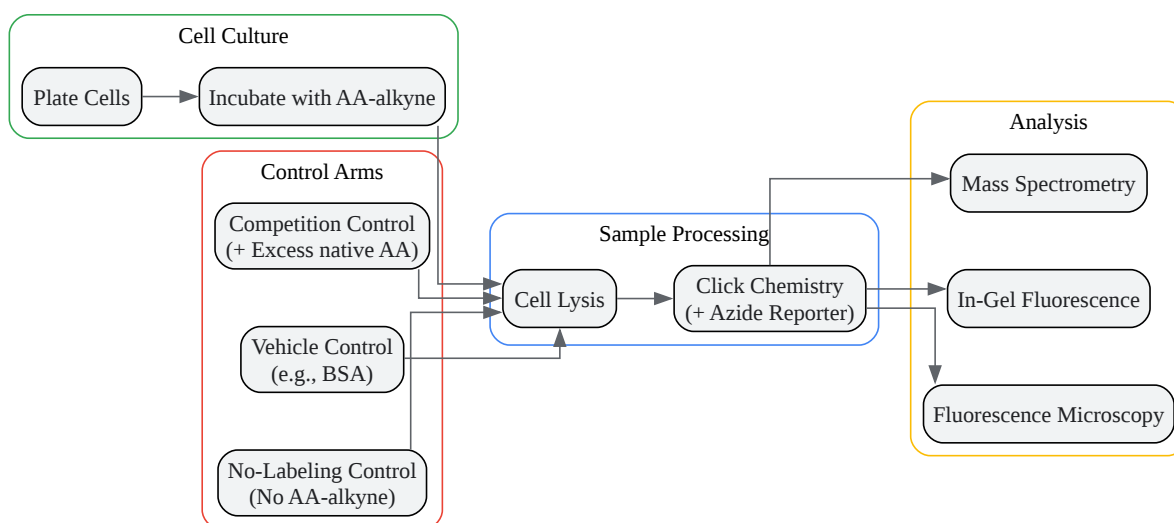 Cell Culture
Plate Cells
Incubate with AA-alkyne
Control Arms
Competition Control
(+ Excess native AA)
Vehicle Control
(e.g., BSA)
No-Labeling Control
(No AA-alkyne)
Sample Processing
Cell Lysis
Click Chemistry
(+ Azide Reporter)
Analysis
Mass Spectrometry
In-Gel Fluorescence
Fluorescence Microscopy